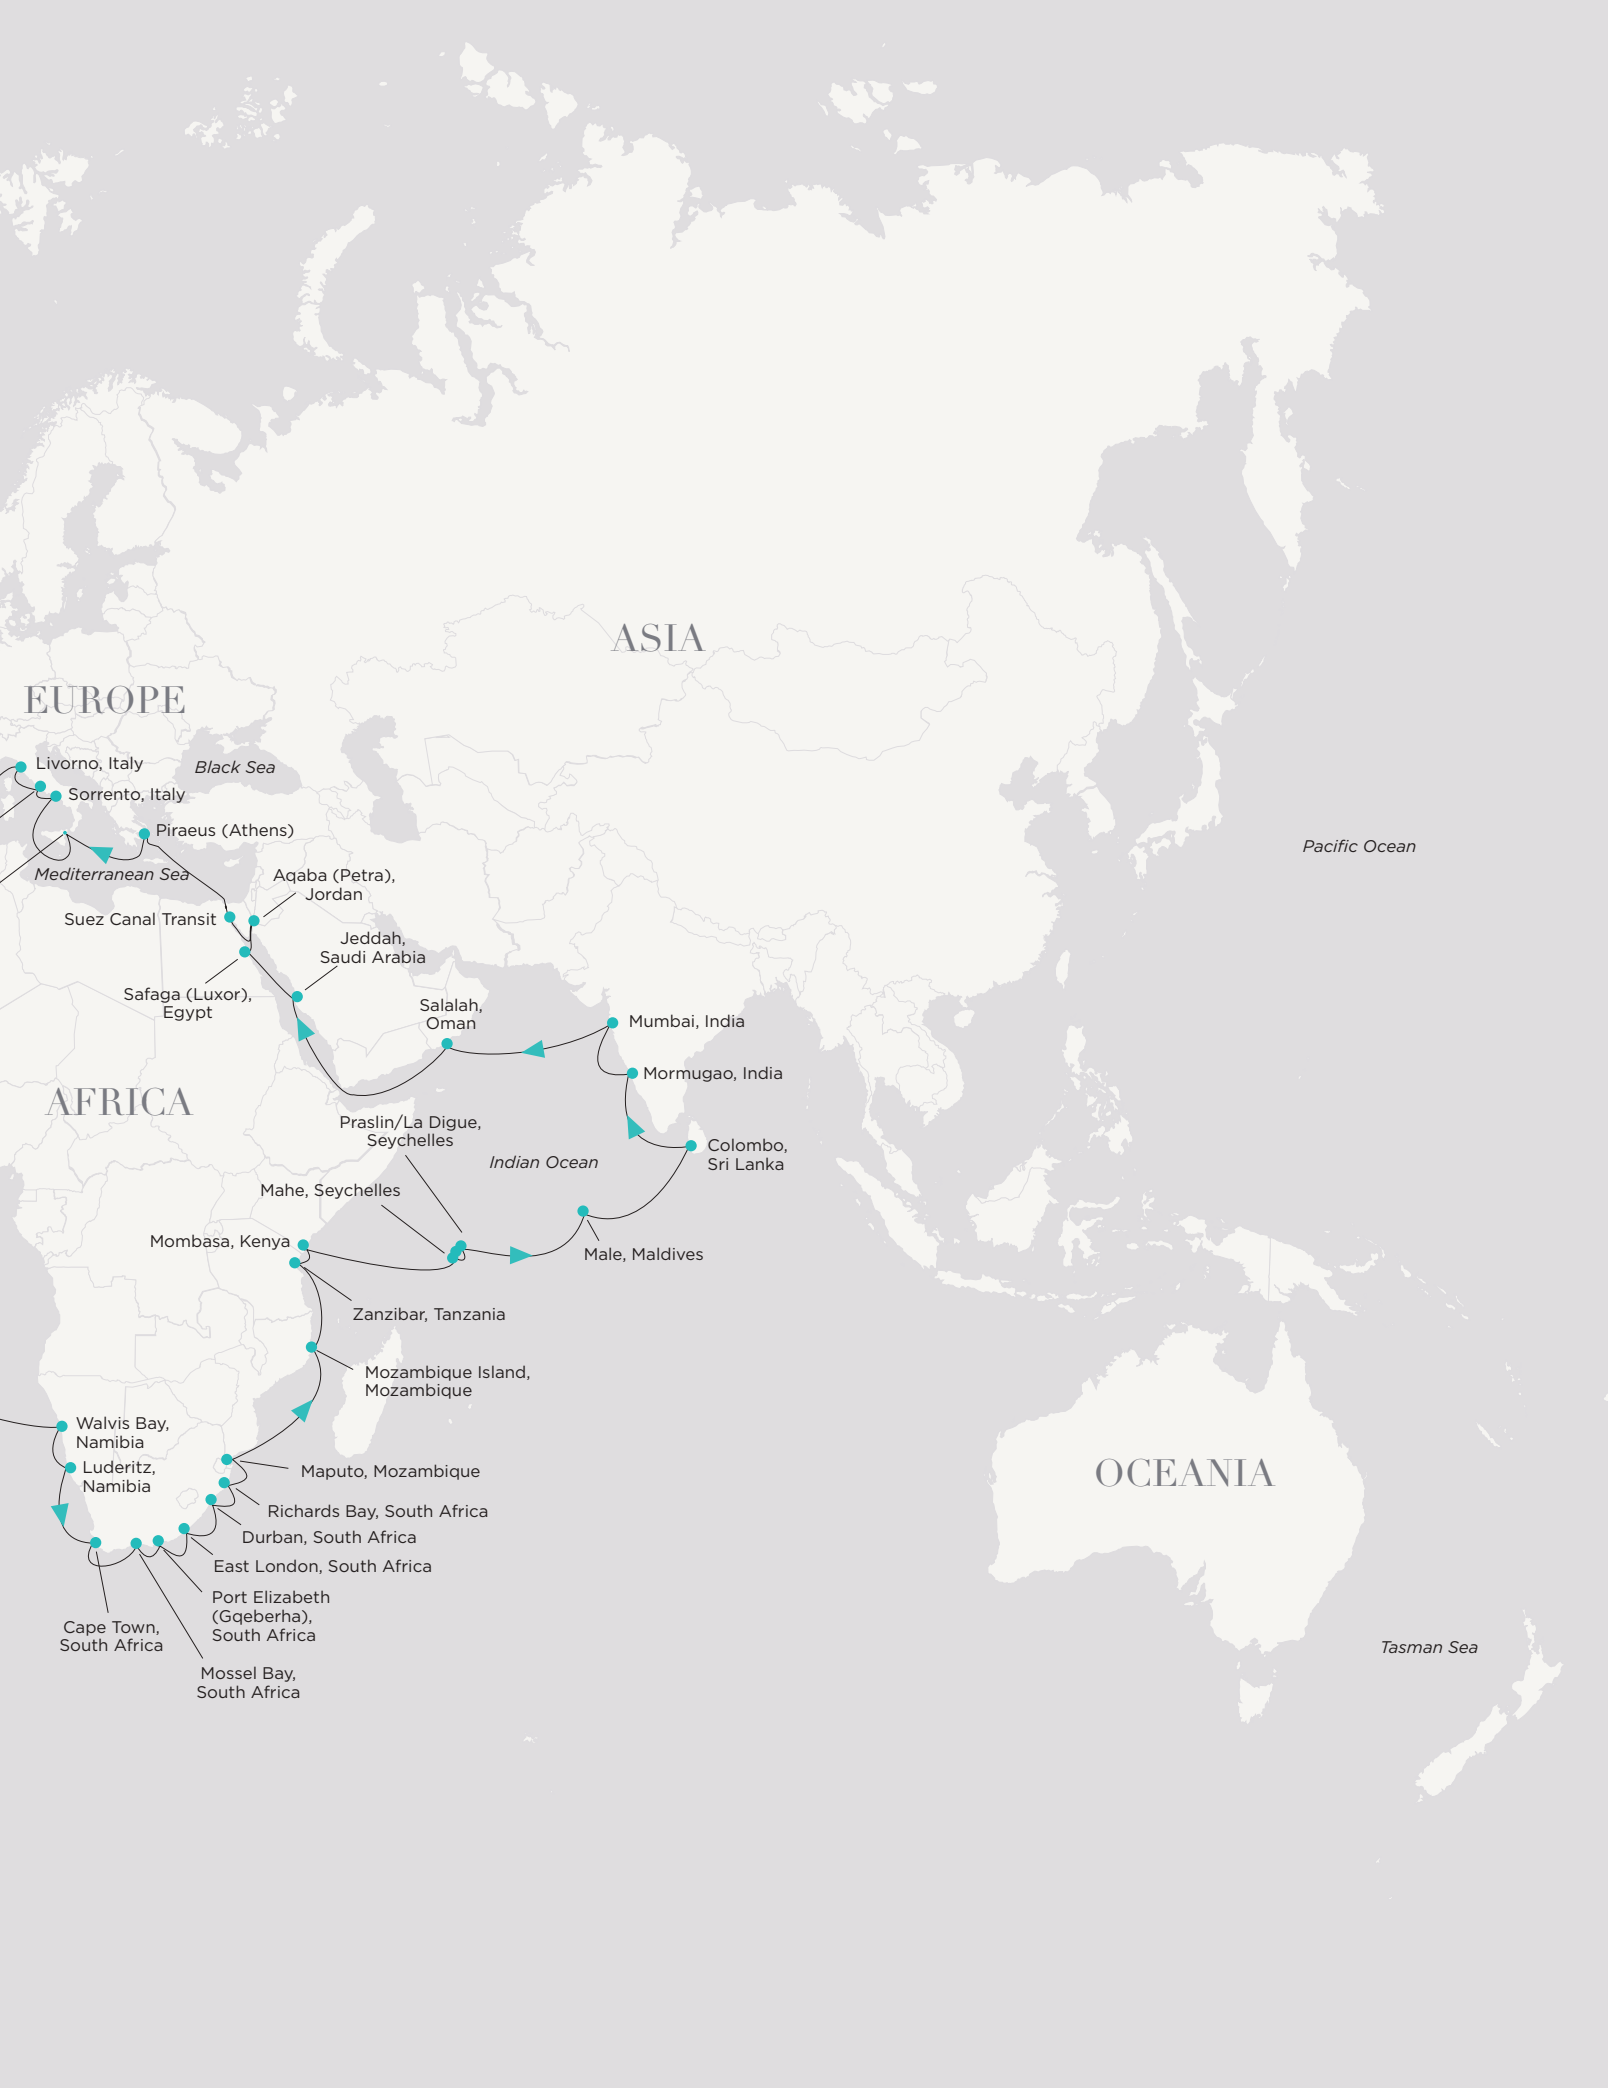 ASIA
EUROPE
Livorno, Italy
Black Sea
Sorrento, Italy
Piraeus (Athens)
Pacific Ocean
Mediterranean Sea
Aqaba (Petra),
Jordan
Suez Canal Transit
Jeddah,
Saudi Arabia
Safaga (Luxor),
Egypt
Salalah,
Oman
Mumbai, India
Mormugao, India
AFRICA
Praslin/La Digue,
Seychelles
Indian Ocean
Colombo,
Sri Lanka
Mahe, Seychelles
Mombasa, Kenya
Male, Maldives
Zanzibar, Tanzania
Mozambique Island,
Mozambique
Walvis Bay,
Namibia
Luderitz,
Namibia
Maputo, Mozambique
OCEANIA
Richards Bay, South Africa
Durban, South Africa
East London, South Africa
Port Elizabeth
(Gqeberha),
South Africa
Cape Town,
South Africa
Tasman Sea
Mossel Bay,
South Africa